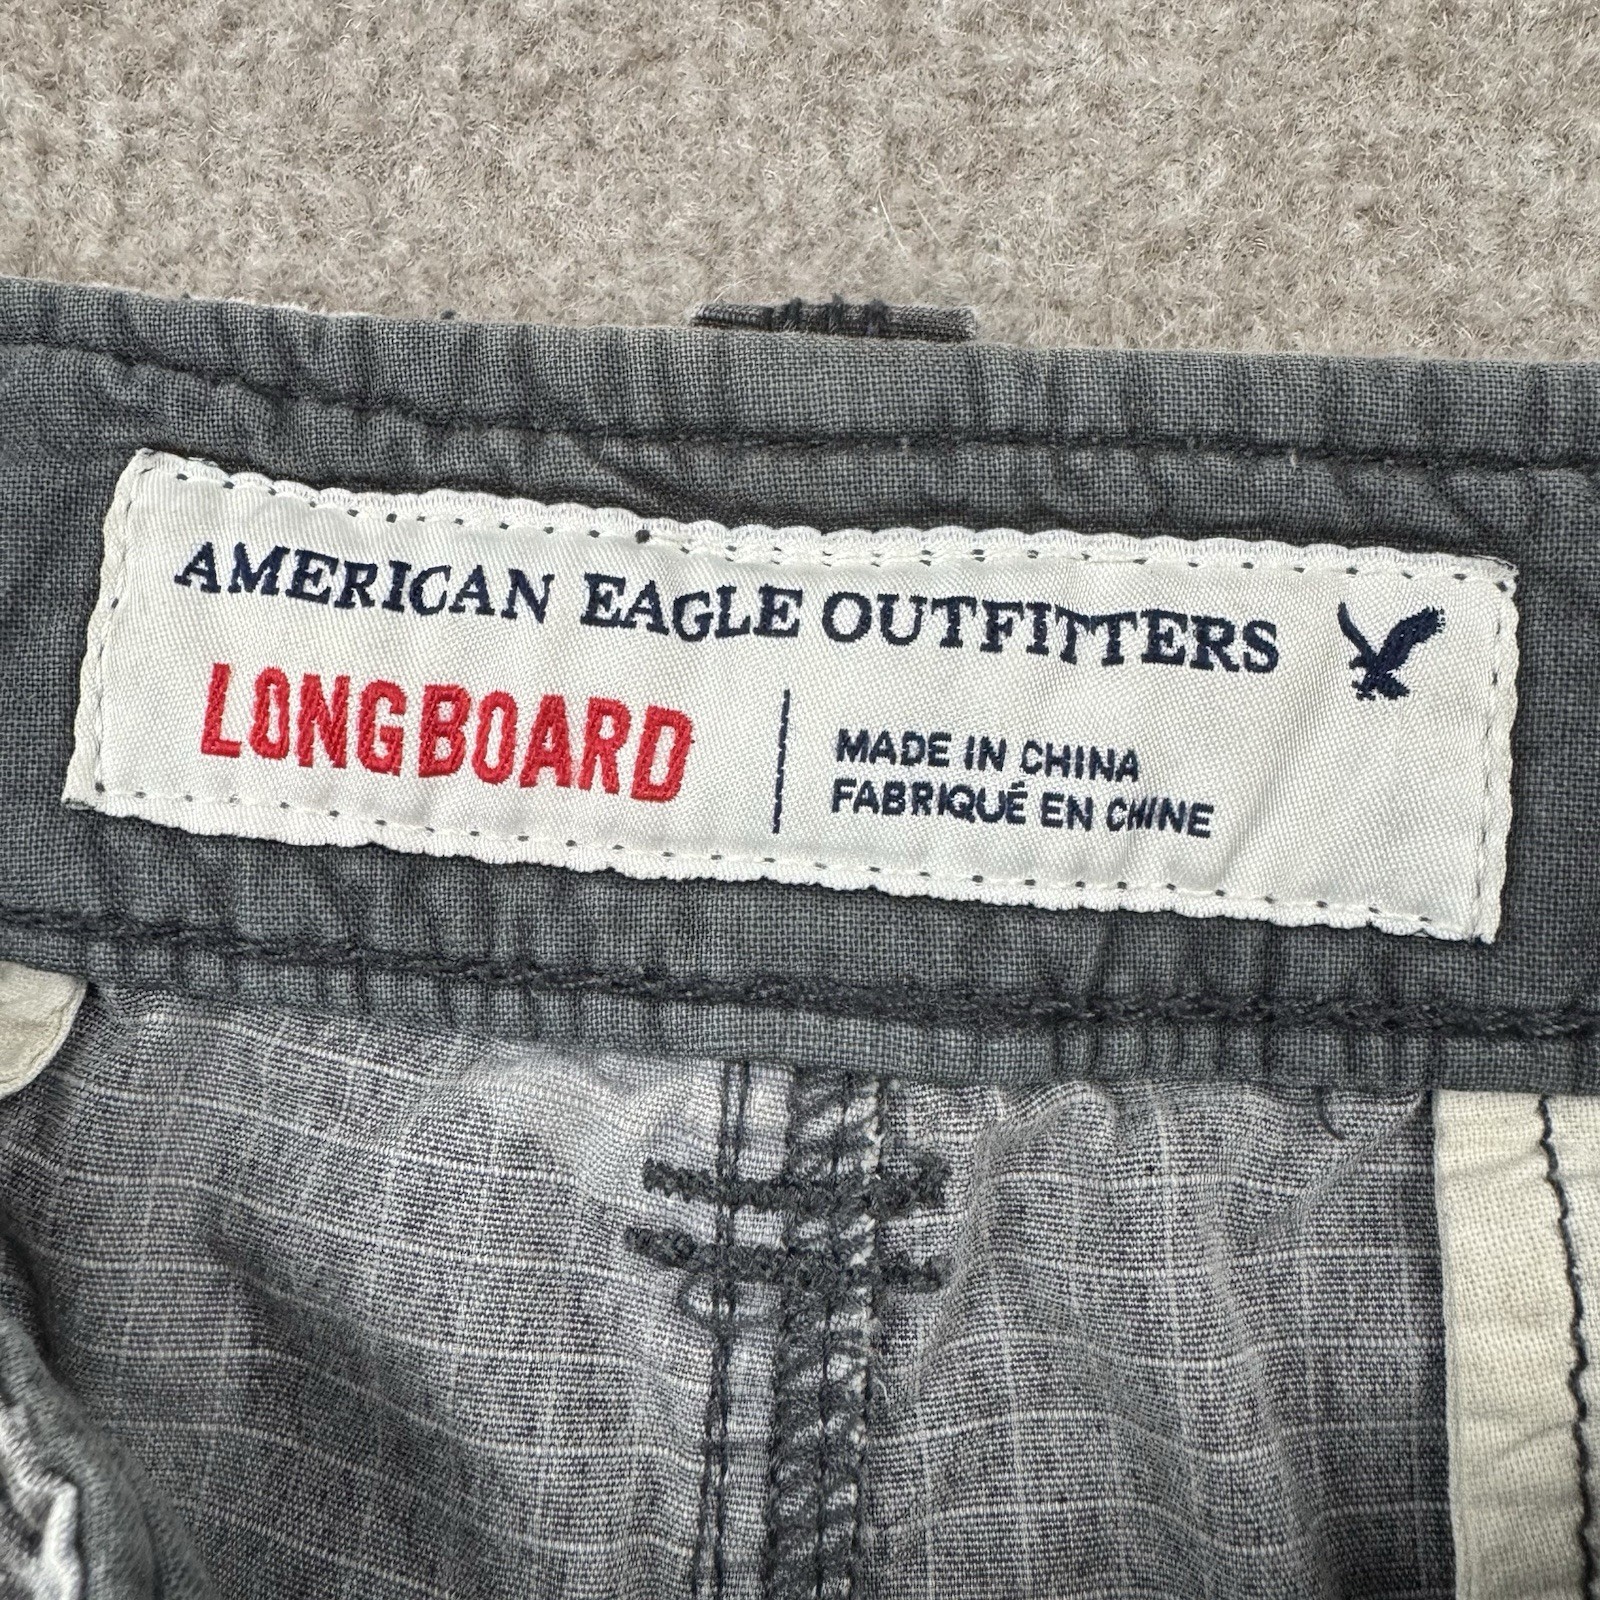 AMERICAN EAGLE OUTFITTERS
LONGBOARD
MADE IN CHINA
FABRIQUÉ EN CHINE